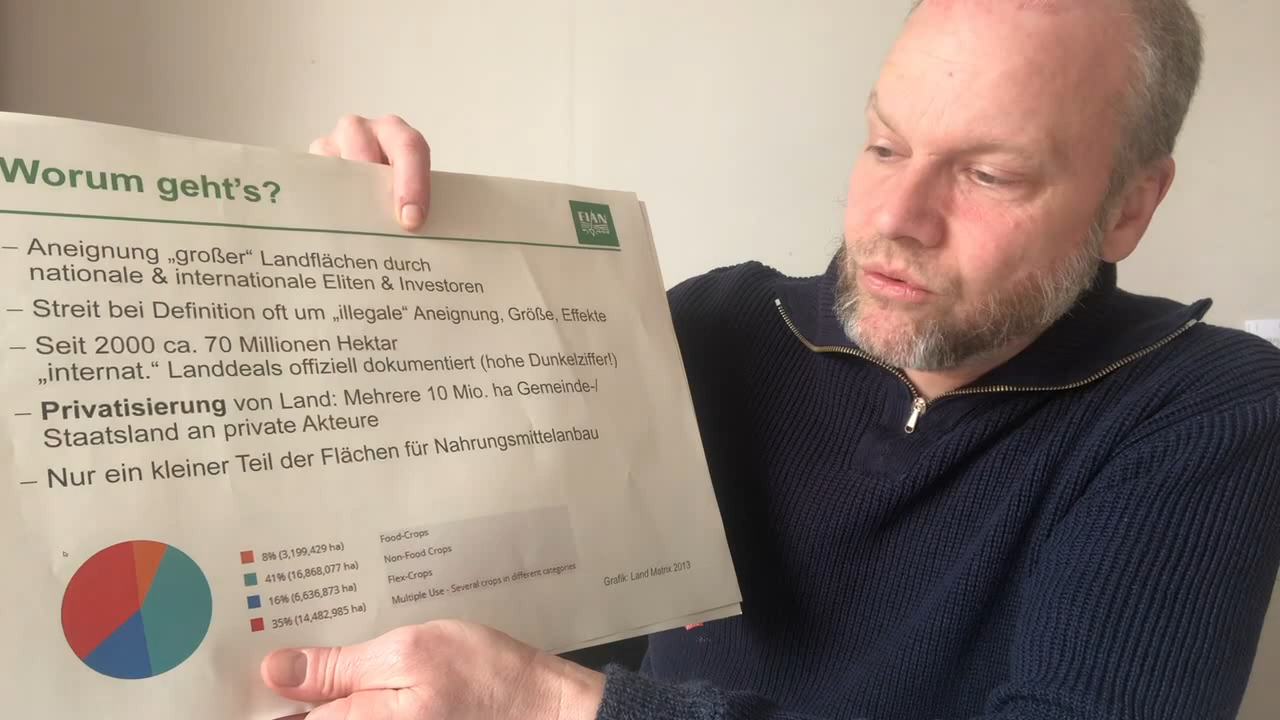 Worum geht's?
FIAN
– Aneignung „großer“ Landflächen durch
nationale & internationale Eliten & Investoren
– Streit bei Definition oft um „illegale“ Aneignung, Größe, Effekte
– Seit 2000 ca. 70 Millionen Hektar
„internat.“ Landdeals offiziell dokumentiert (hohe Dunkelziffer!)
– Privatisierung von Land: Mehrere 10 Mio. ha Gemeinde-/
Staatsland an private Akteure
– Nur ein kleiner Teil der Flächen für Nahrungsmittelanbau
8% (3,199,429 ha) Food-Crops
41% (16,868,077 ha) Non-Food Crops
16% (6,636,873 ha) Flex-Crops
35% (14,482,985 ha) Multiple Use - Several crops in different categories
Grafik: Land Matrix 2013